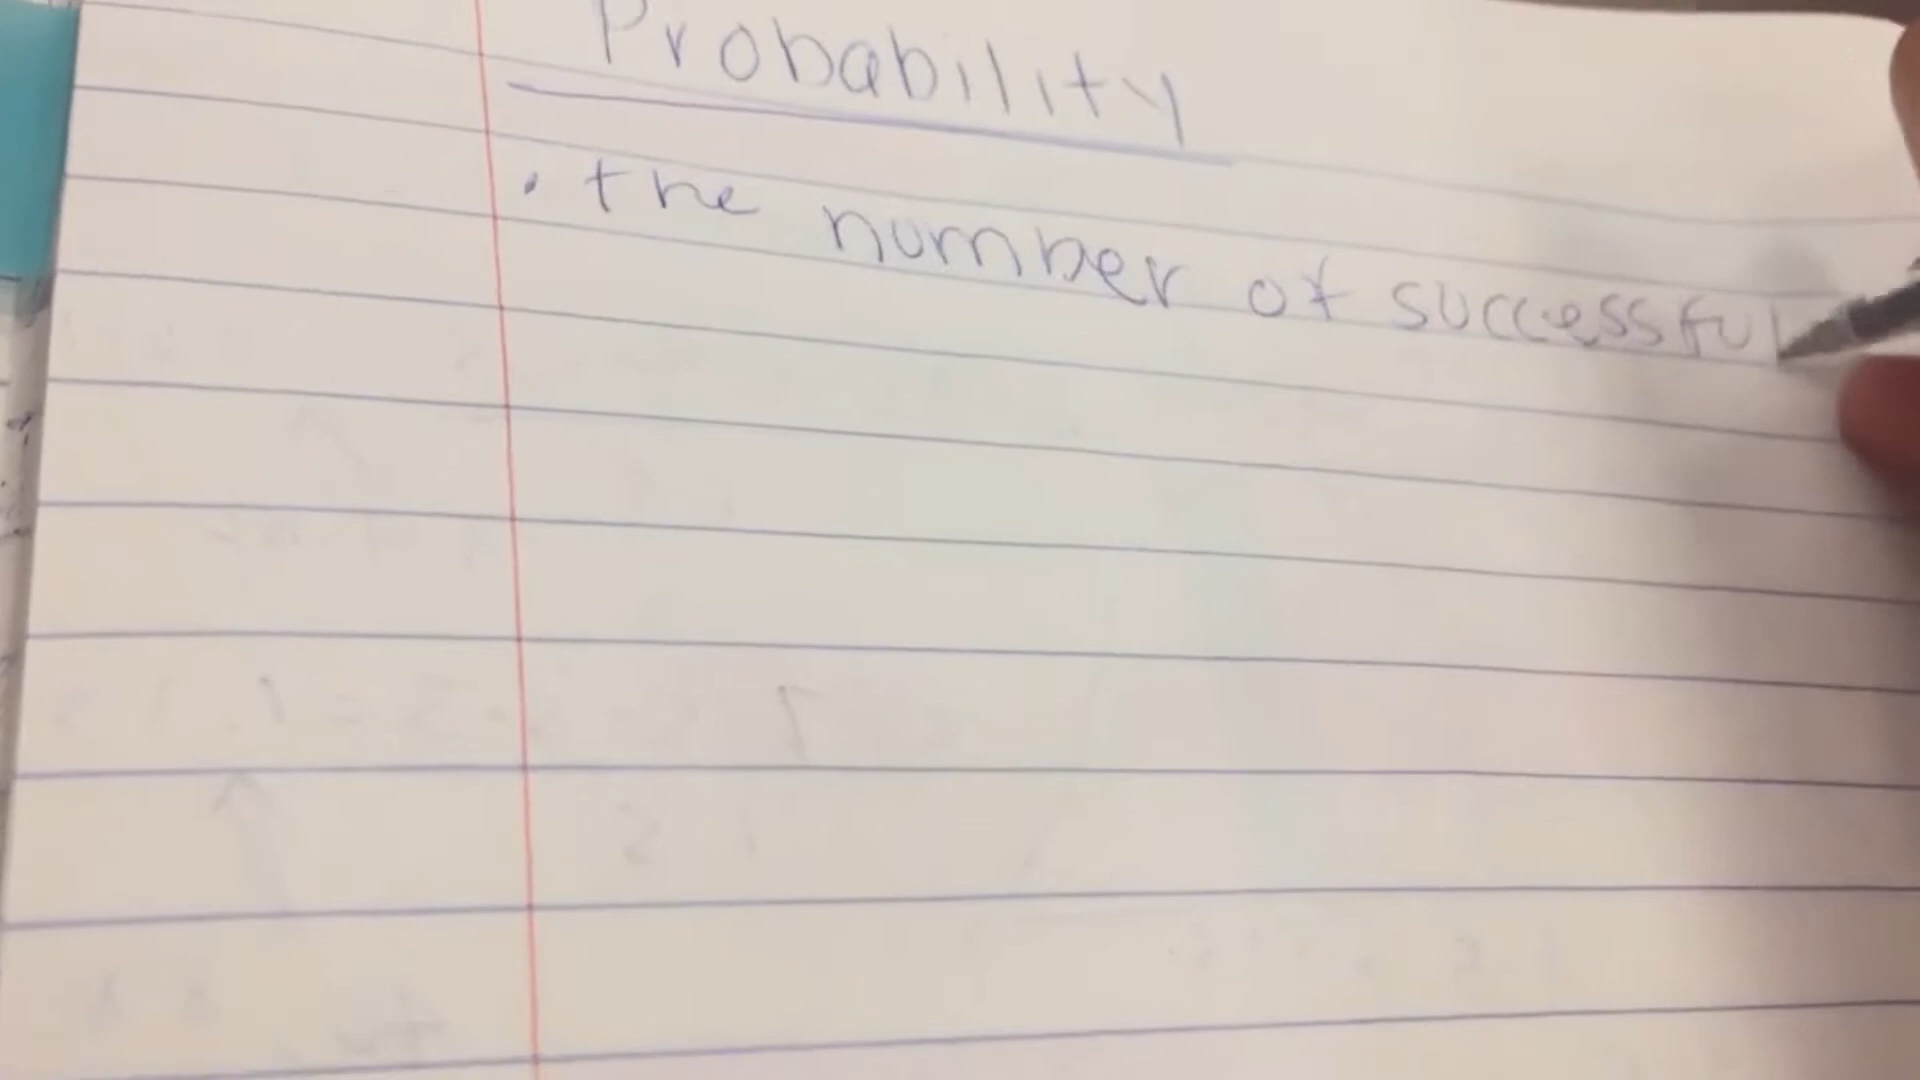 Probability
. the number of successful